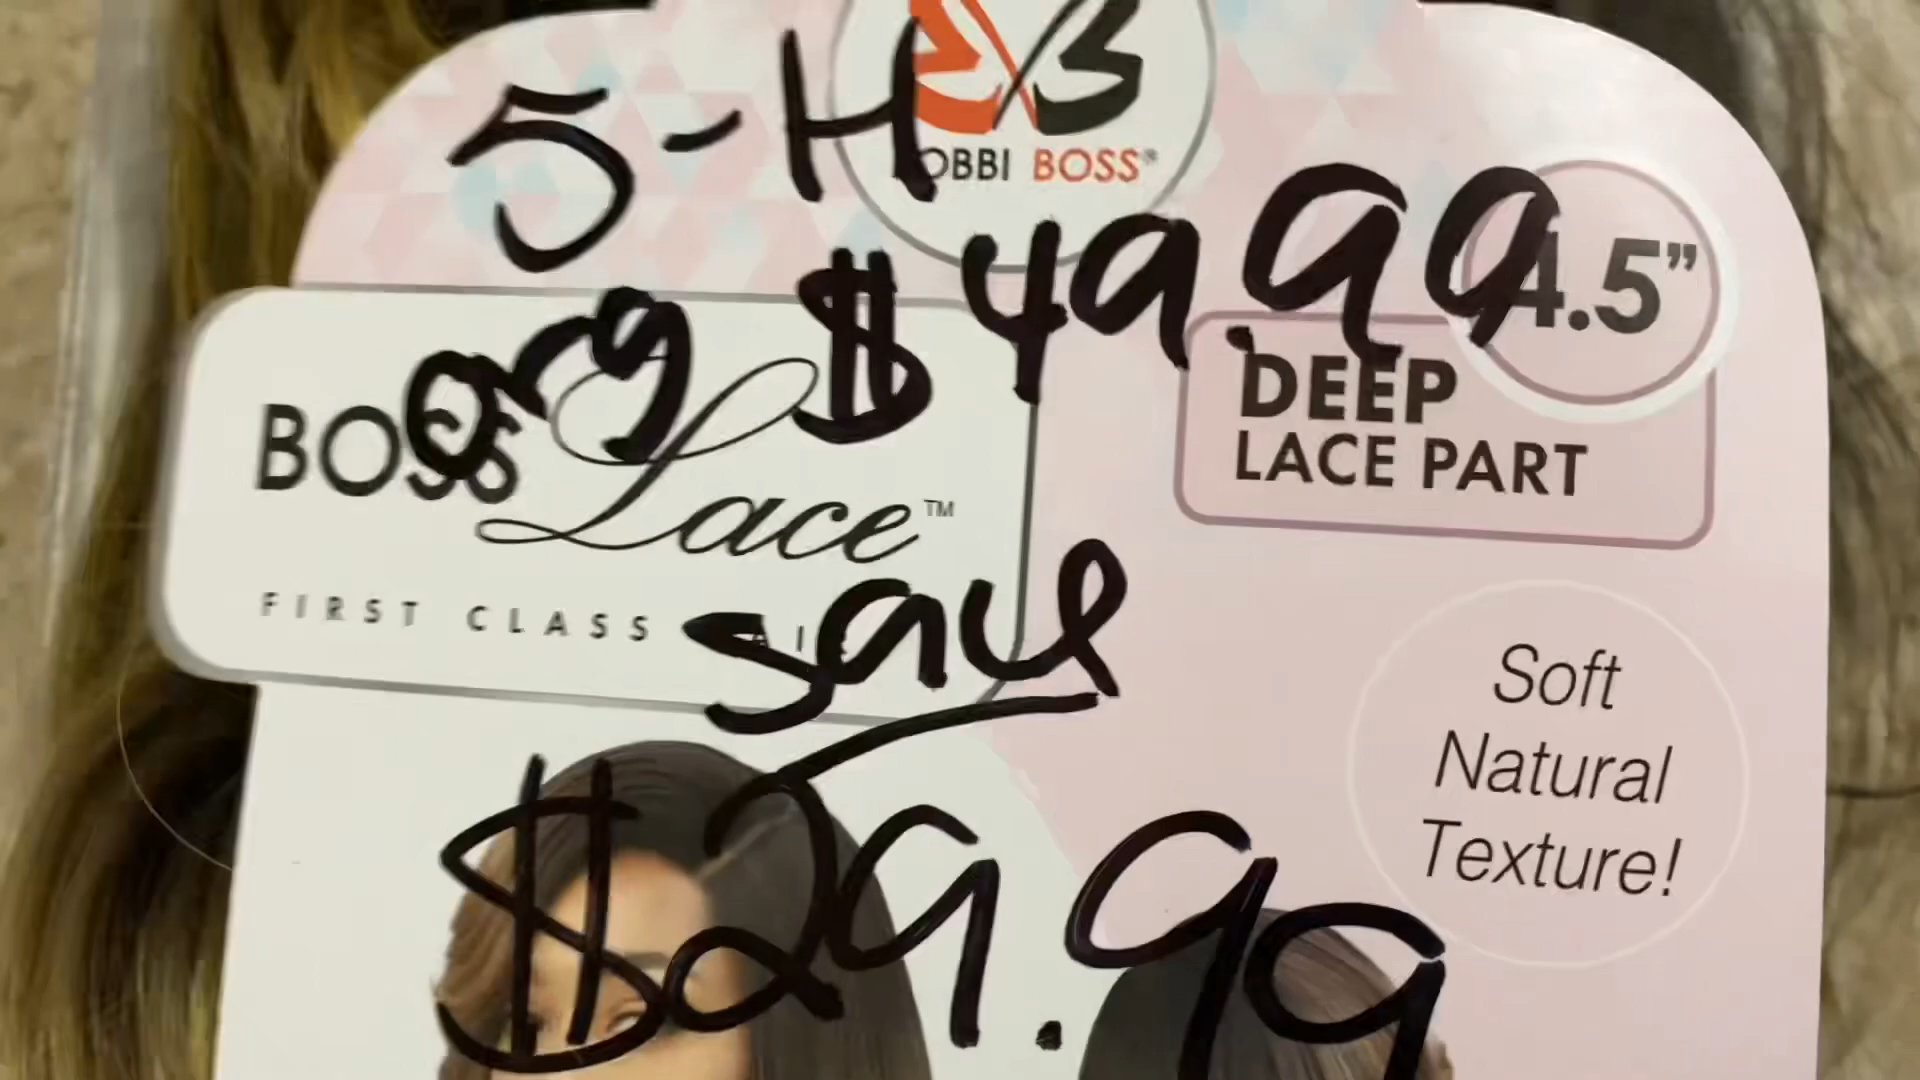 5-H
BOBBI BOSS®
org $49.99
4.5”
DEEP
LACE PART
BOSS Lace™
FIRST CLASS HAIR
sale
Soft
Natural
Texture!
$29.99